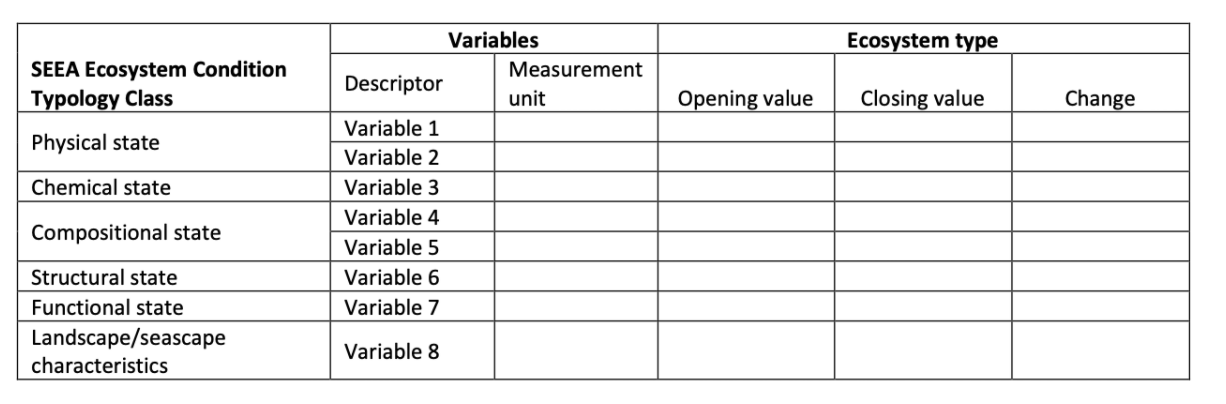 Variables
Ecosystem type
SEEA Ecosystem Condition
Typology Class
Descriptor
Measurement
unit
Opening value
Closing value
Change
Physical state
Variable 1
Variable 2
Chemical state
Variable 3
Compositional state
Variable 4
Variable 5
Structural state
Variable 6
Functional state
Variable 7
Landscape/seascape
characteristics
Variable 8